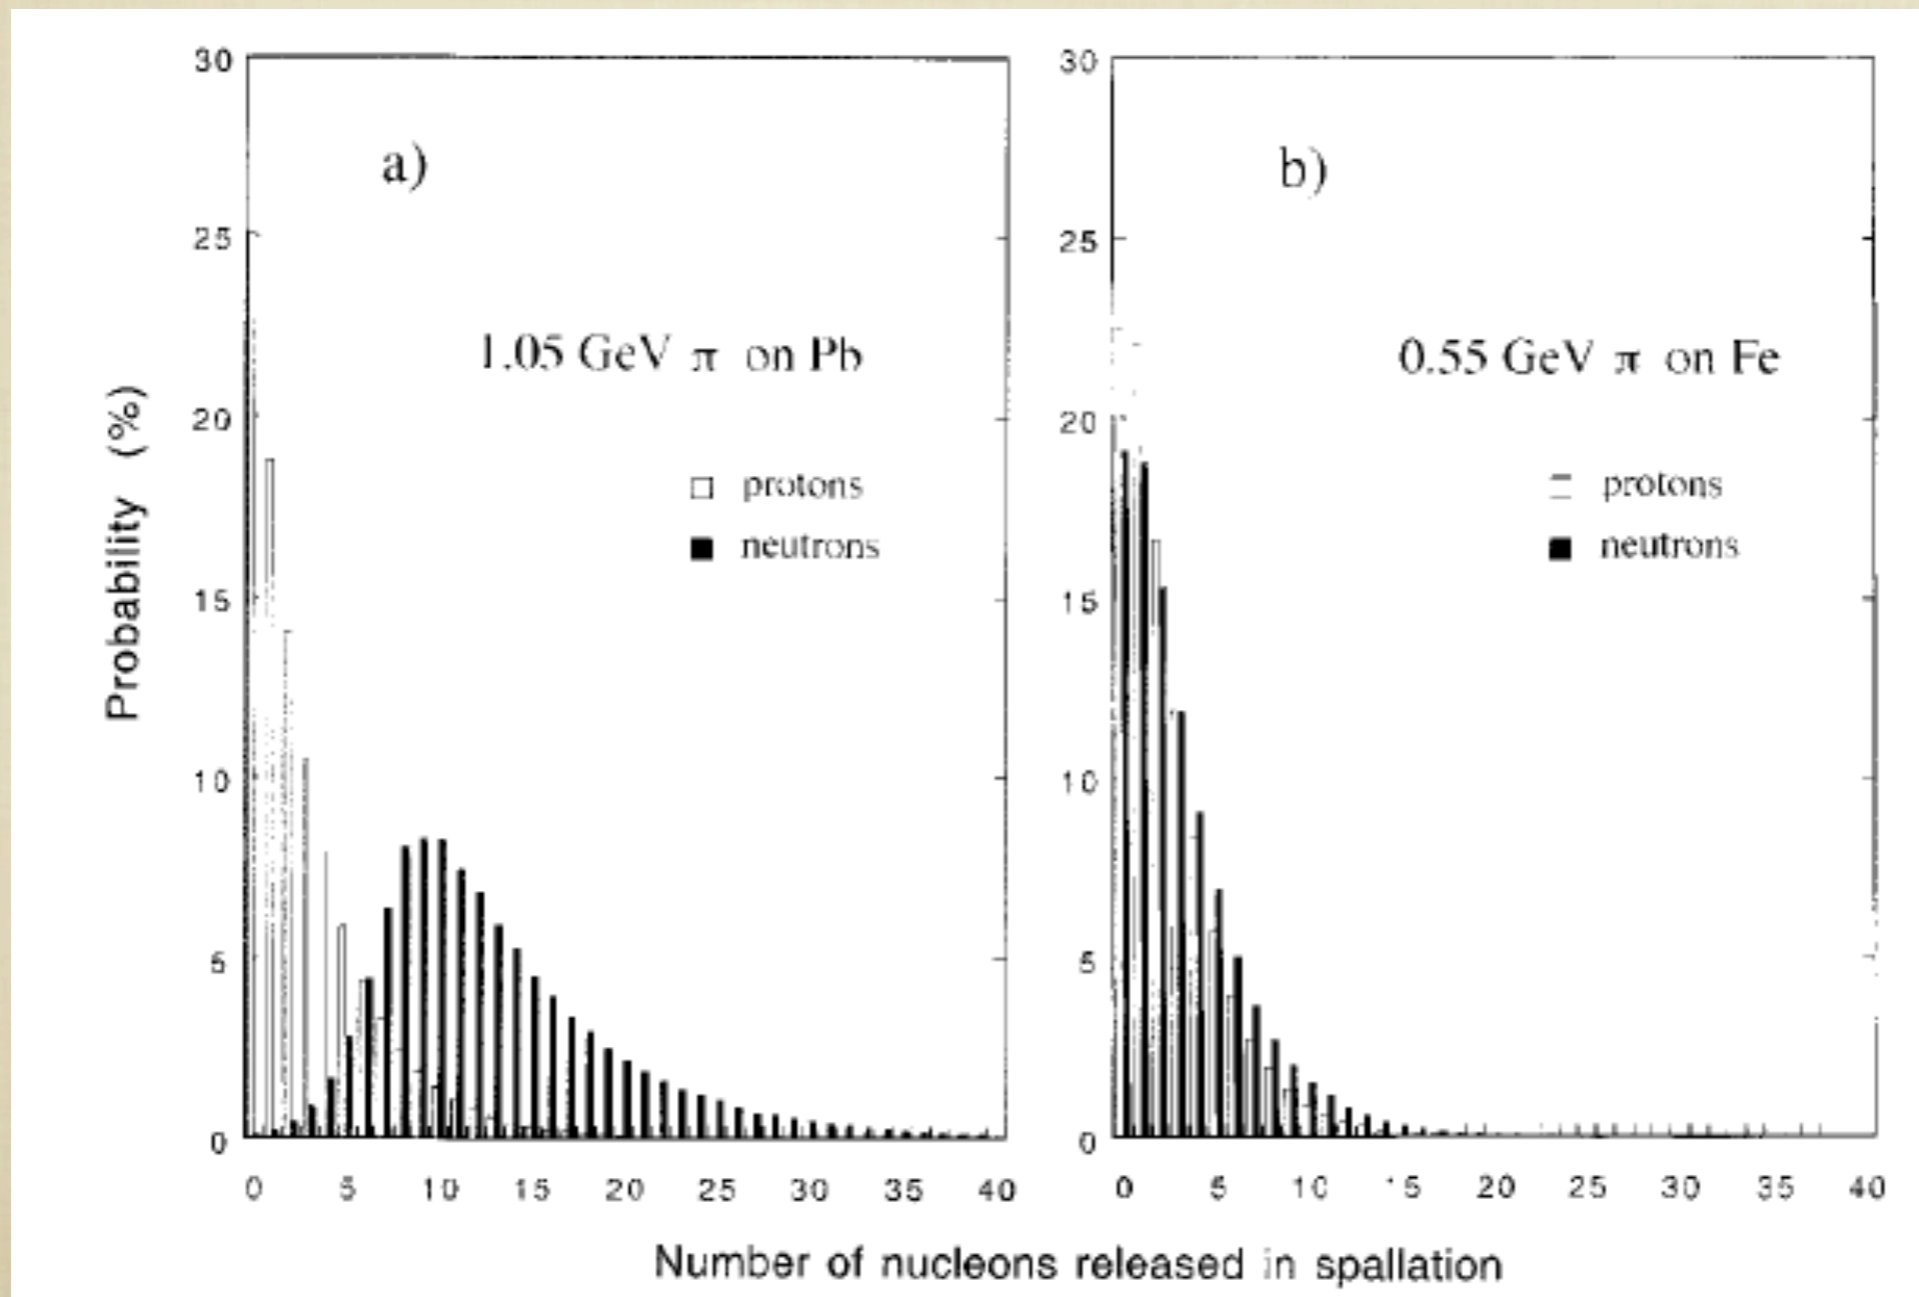 a)
1.05 GeV π on Pb
□ protons
■ neutrons
30
25
20
15
10
5
0
0 5 10 15 20 25 30 35 40
b)
0.55 GeV π on Fe
protons
■ neutrons
30
25
20
15
10
5
0
0 5 10 15 20 25 30 35 40
Probability (%)
Number of nucleons released in spallation